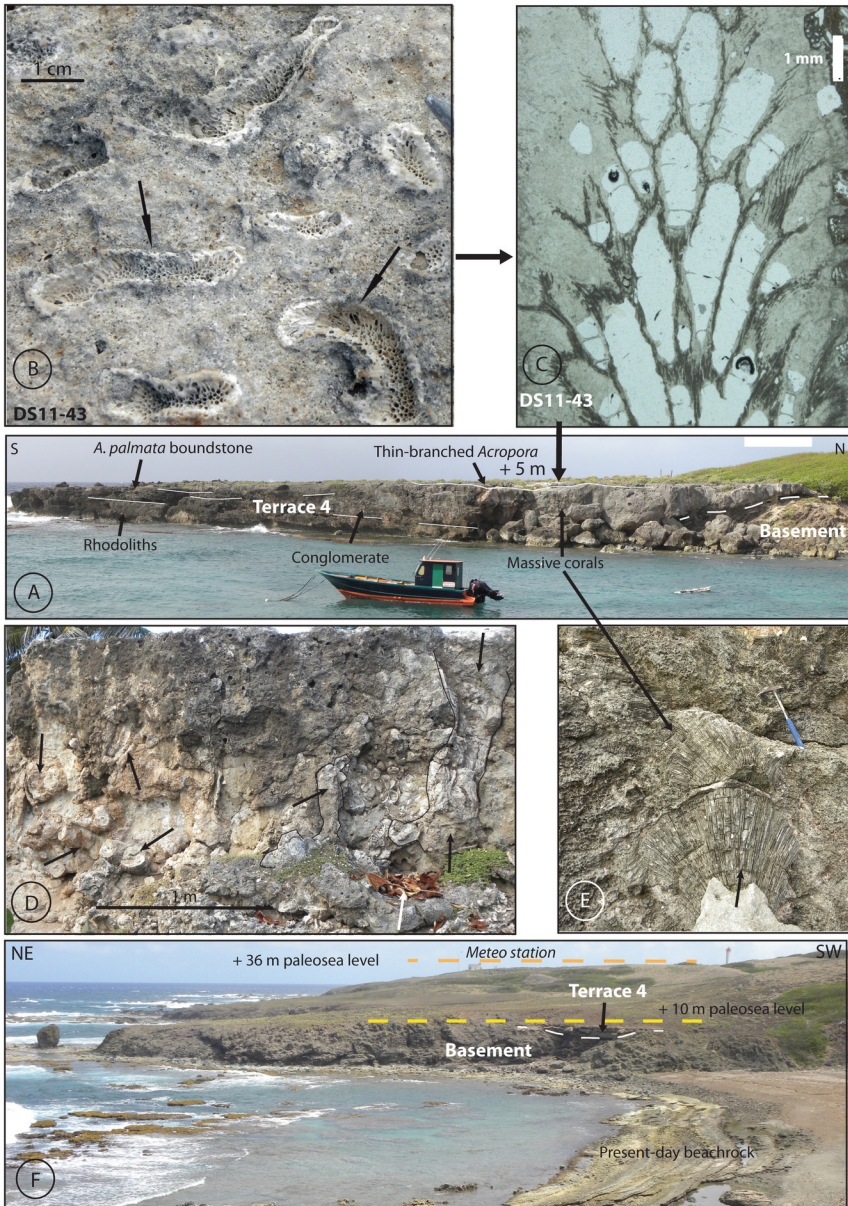 1 cm
B
DS11-43
1 mm
C
DS11-43
S
N
A. palmata boundstone
Thin-branched Acropora
+ 5 m
Terrace 4
Rhodoliths
Conglomerate
Massive corals
Basement
A
D
1 m
E
NE
SW
+ 36 m paleosea level
Meteo station
Terrace 4
+ 10 m paleosea level
Basement
Present-day beachrock
F